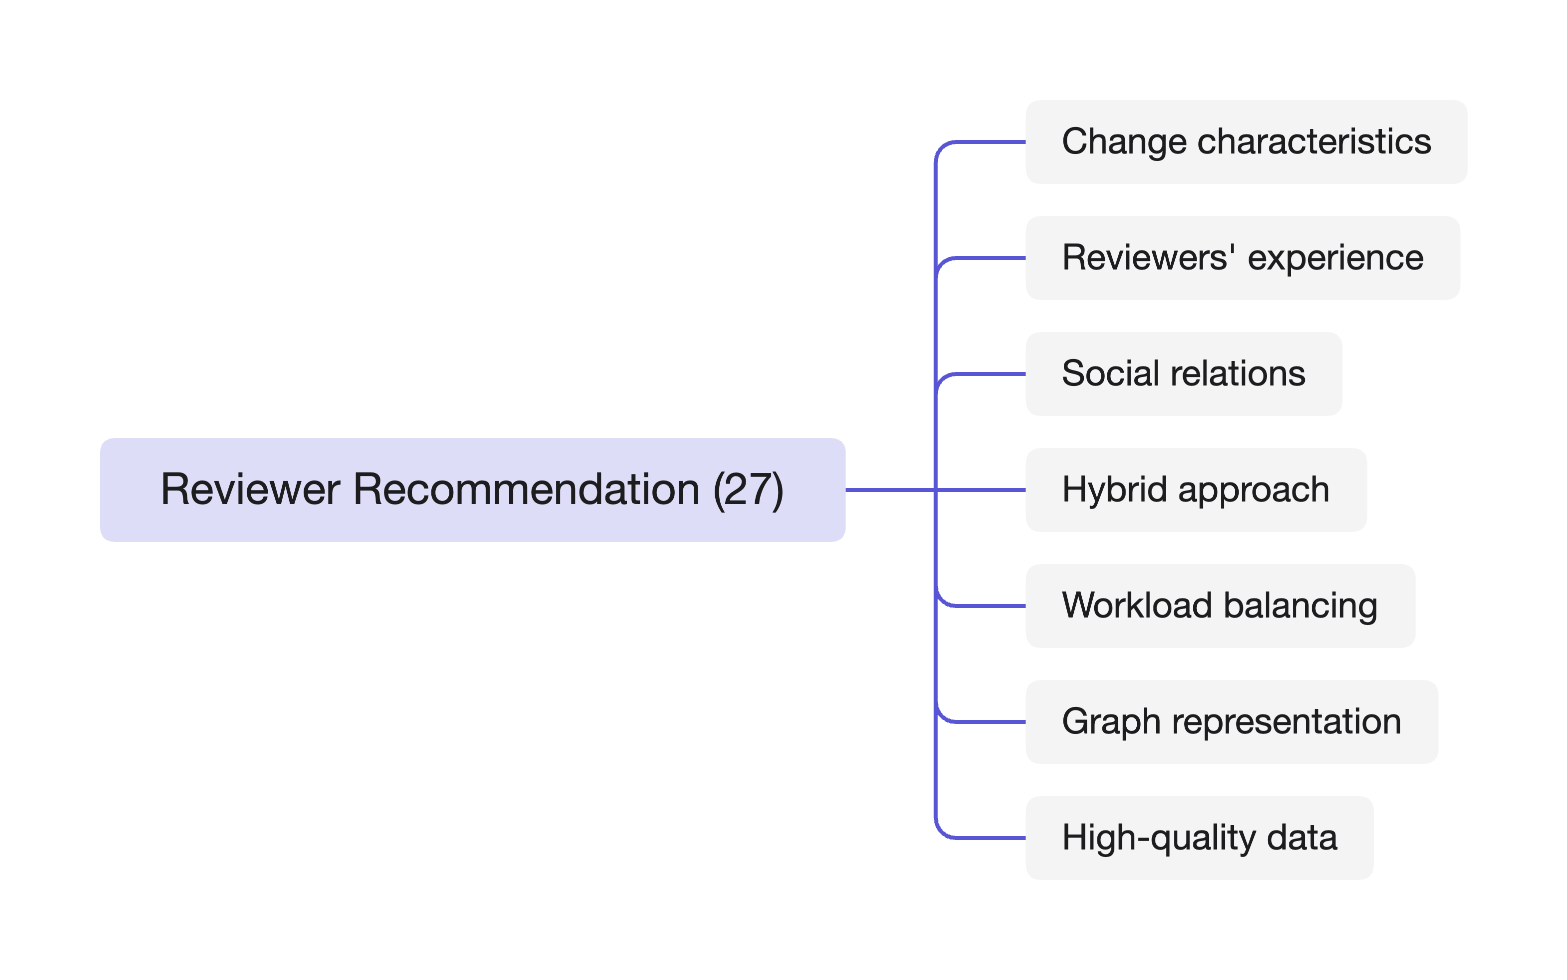 Change characteristics
Reviewers' experience
Social relations
Reviewer Recommendation (27)
Hybrid approach
Workload balancing
Graph representation
High-quality data